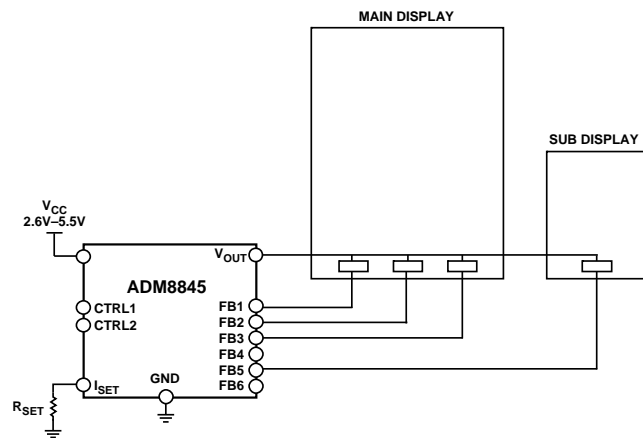 MAIN DISPLAY
SUB DISPLAY
VCC
2.6V–5.5V
VOUT
ADM8845
CTRL1
CTRL2
FB1
FB2
FB3
FB4
FB5
FB6
GND
ISET
RSET